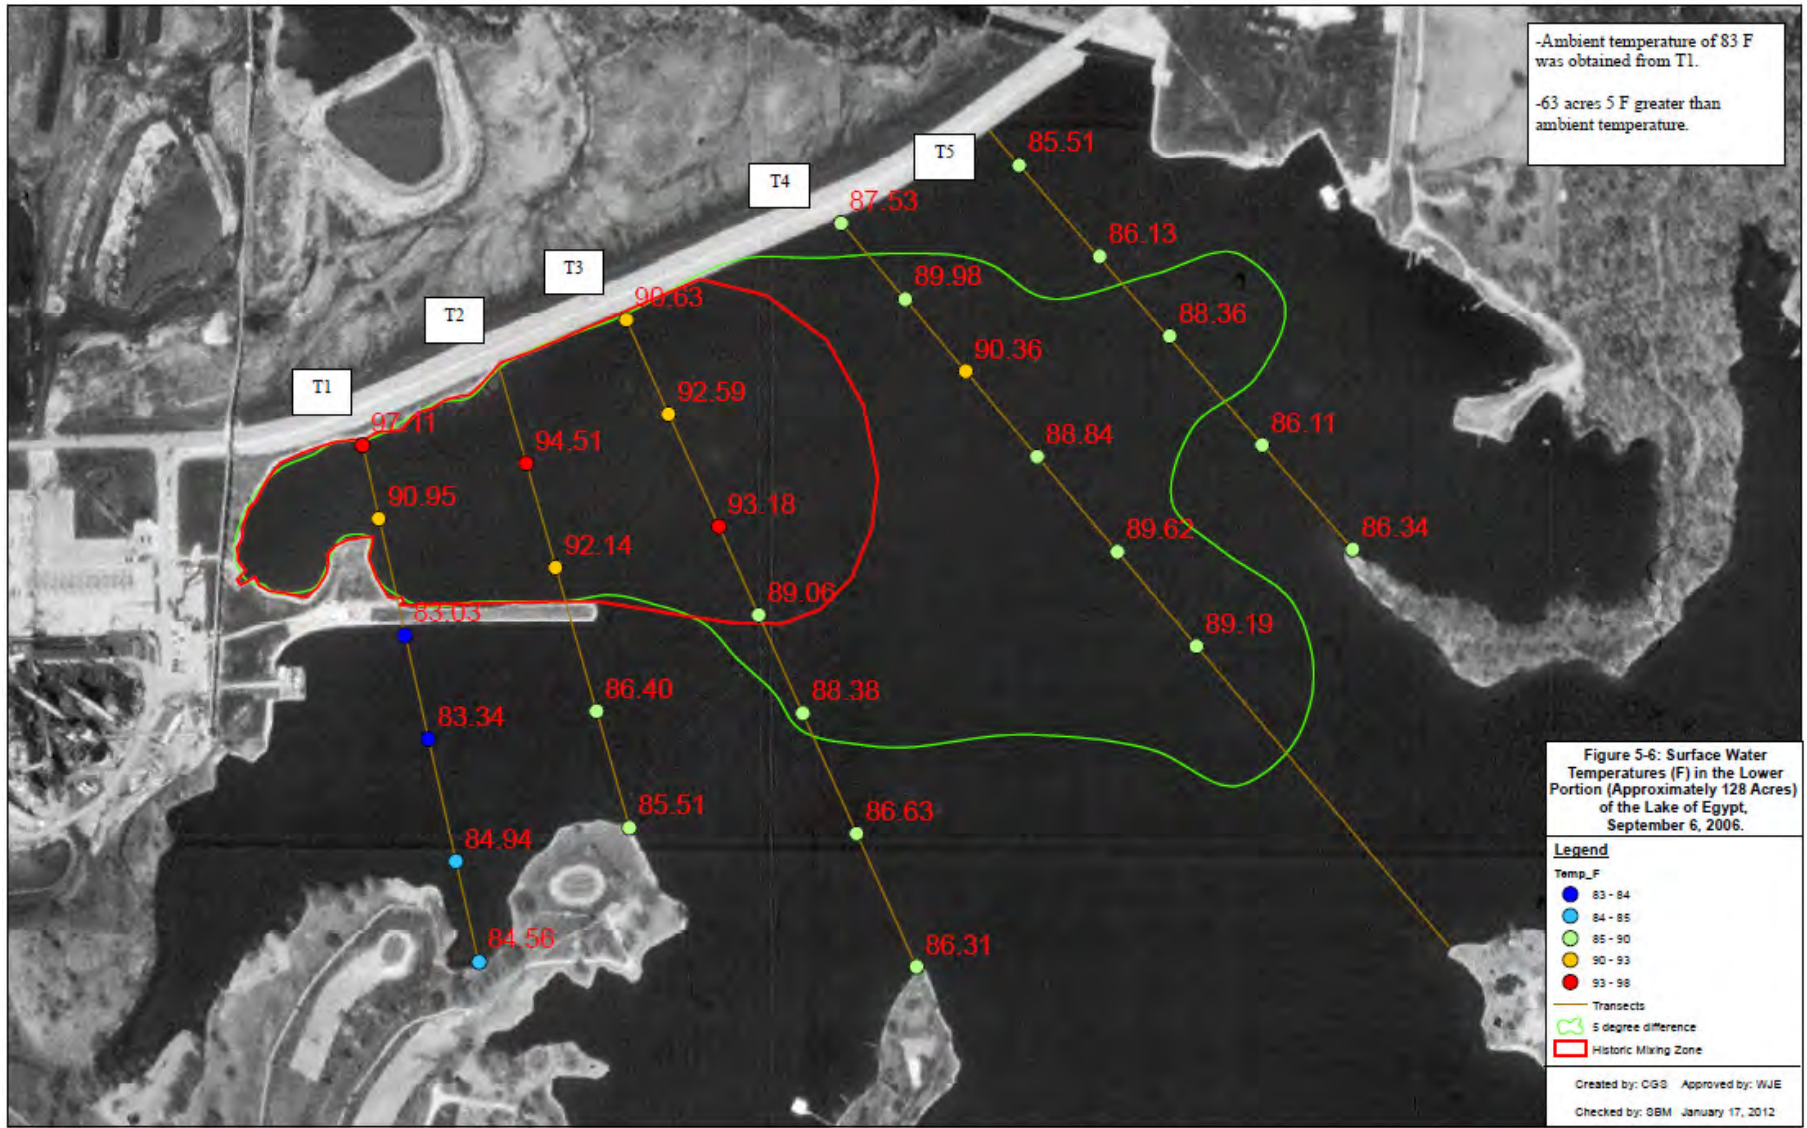 -Ambient temperature of 83 F
was obtained from T1.
-63 acres 5 F greater than
ambient temperature.
T5
85.51
T4
87.53
86.13
T3
89.98
90.63
88.36
T2
90.36
92.59
T1
97.11
94.51
88.84
86.11
90.95
93.18
89.62
86.34
92.14
83.03
89.06
89.19
86.40
88.38
83.34
85.51
86.63
84.94
84.56
86.31
Figure 5-6: Surface Water
Temperatures (F) in the Lower
Portion (Approximately 128 Acres)
of the Lake of Egypt,
September 6, 2006.
Legend
Temp_F
83 - 84
84 - 85
85 - 90
90 - 93
93 - 98
Transects
5 degree difference
Historic Mixing Zone
Created by: CGS Approved by: WJE
Checked by: SBM January 17, 2012